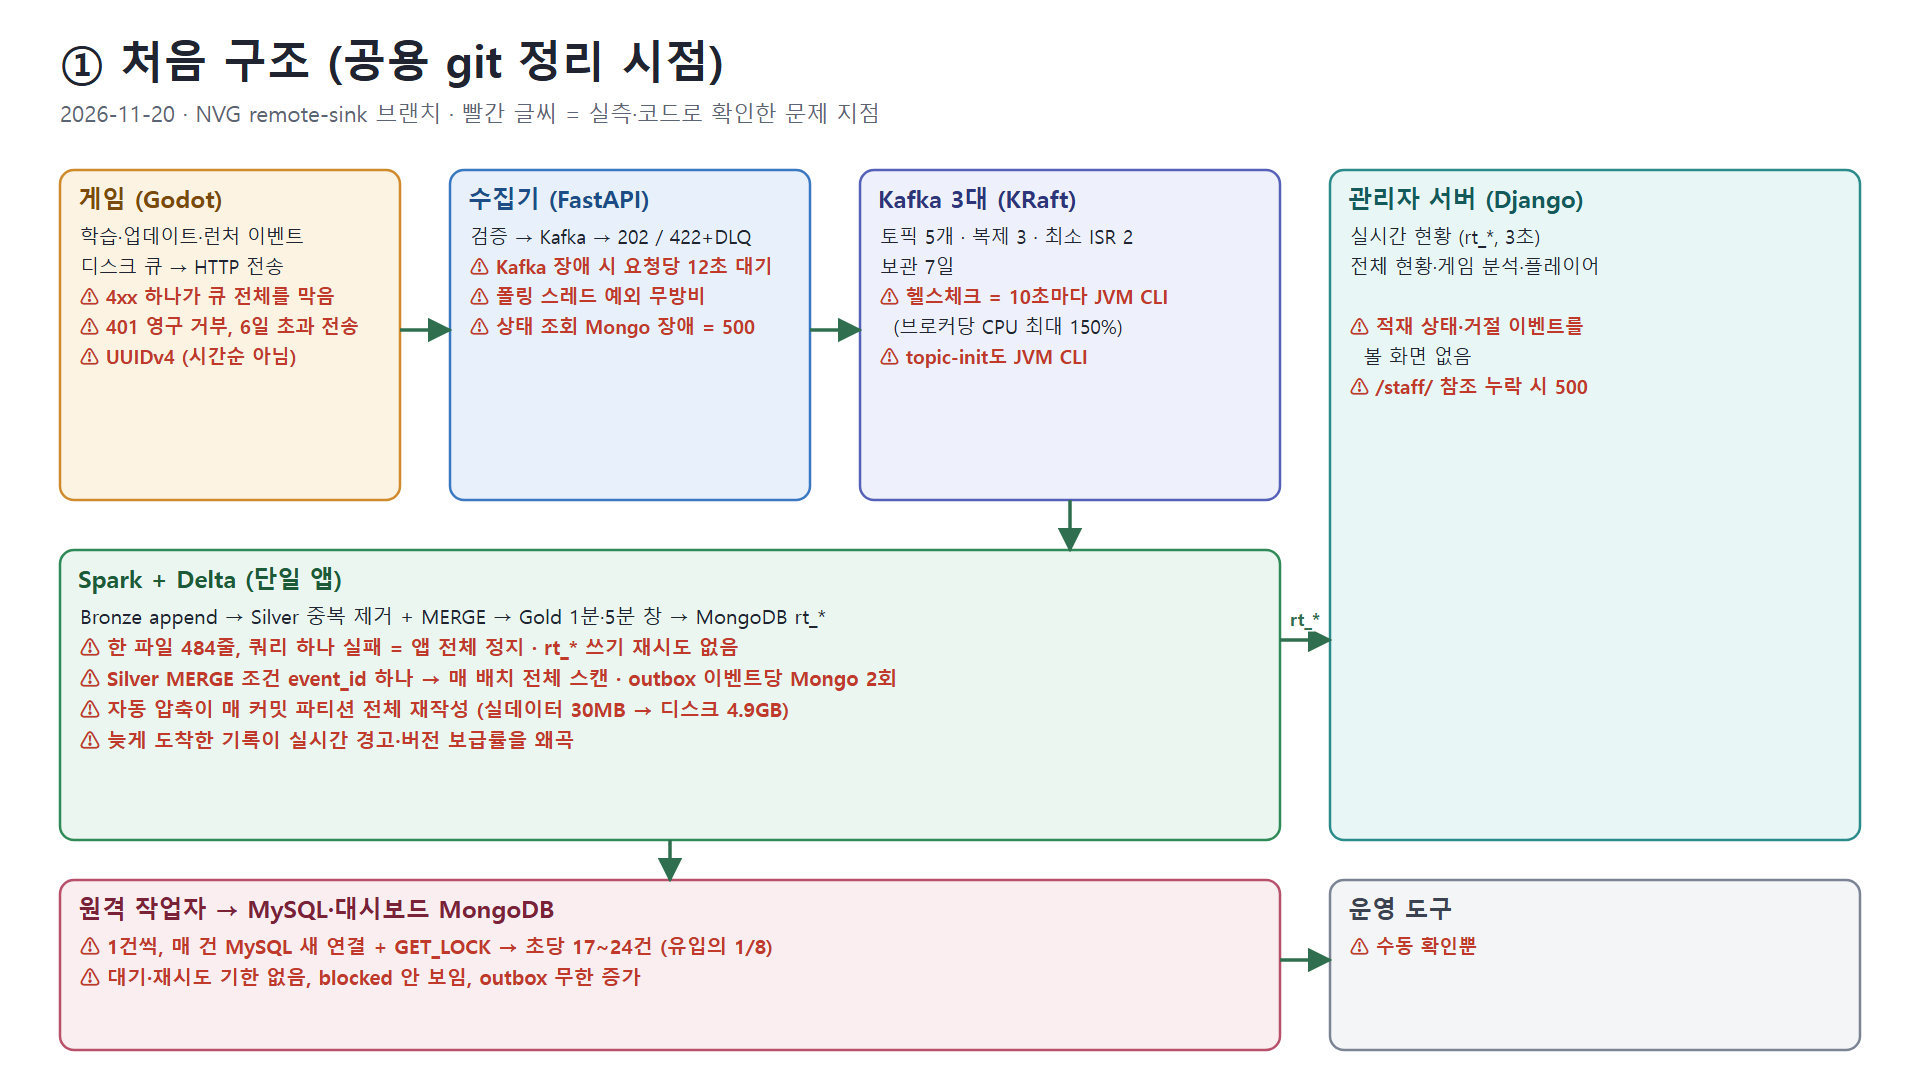 ① 처음 구조 (공용 git 정리 시점)
2026-11-20 · NVG remote-sink 브랜치 · 빨간 글씨 = 실측·코드로 확인한 문제 지점
게임 (Godot)
학습·업데이트·런처 이벤트
디스크 큐 → HTTP 전송
⚠ 4xx 하나가 큐 전체를 막음
⚠ 401 영구 거부, 6일 초과 전송
⚠ UUIDv4 (시간순 아님)
수집기 (FastAPI)
검증 → Kafka → 202 / 422+DLQ
⚠ Kafka 장애 시 요청당 12초 대기
⚠ 폴링 스레드 예외 무방비
⚠ 상태 조회 Mongo 장애 = 500
Kafka 3대 (KRaft)
토픽 5개 · 복제 3 · 최소 ISR 2
보관 7일
⚠ 헬스체크 = 10초마다 JVM CLI
(브로커당 CPU 최대 150%)
⚠ topic-init도 JVM CLI
관리자 서버 (Django)
실시간 현황 (rt_*, 3초)
전체 현황·게임 분석·플레이어
⚠ 적재 상태·거절 이벤트를
볼 화면 없음
⚠ /staff/ 참조 누락 시 500
Spark + Delta (단일 앱)
Bronze append → Silver 중복 제거 + MERGE → Gold 1분·5분 창 → MongoDB rt_*
⚠ 한 파일 484줄, 쿼리 하나 실패 = 앱 전체 정지 · rt_* 쓰기 재시도 없음
⚠ Silver MERGE 조건 event_id 하나 → 매 배치 전체 스캔 · outbox 이벤트당 Mongo 2회
⚠ 자동 압축이 매 커밋 파티션 전체 재작성 (실데이터 30MB → 디스크 4.9GB)
⚠ 늦게 도착한 기록이 실시간 경고·버전 보급률을 왜곡
rt_*
원격 작업자 → MySQL·대시보드 MongoDB
⚠ 1건씩, 매 건 MySQL 새 연결 + GET_LOCK → 초당 17~24건 (유입의 1/8)
⚠ 대기·재시도 기한 없음, blocked 안 보임, outbox 무한 증가
운영 도구
⚠ 수동 확인뿐